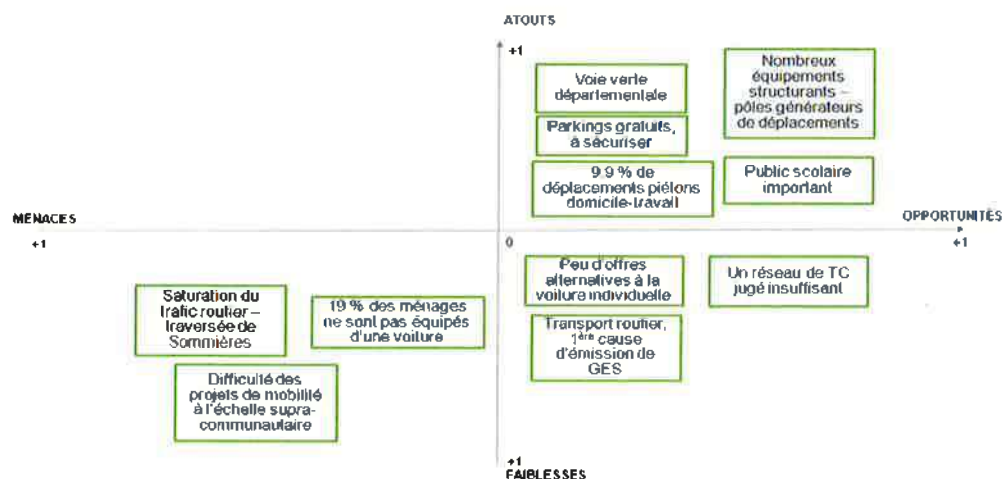 ATOUTS
+1
Voie verte
départementale
Nombreux
équipements
structurants –
pôles générateurs
de déplacements
Parkings gratuits,
à sécuriser
9.9 % de
déplacements piétons
domicile-travail
Public scolaire
important
MENACES
+1
0
OPPORTUNITÉS
+1
Peu d'offres
alternatives à la
voiture individuelle
Un réseau de TC
jugé insuffisant
Saturation du
trafic routier –
traversée de
Sommières
19 % des ménages
ne sont pas équipés
d'une voiture
Transport routier,
1ère cause
d'émission de
GES
Difficulté des
projets de mobilité
à l'échelle supra-
communautaire
+1
FAIBLESSES